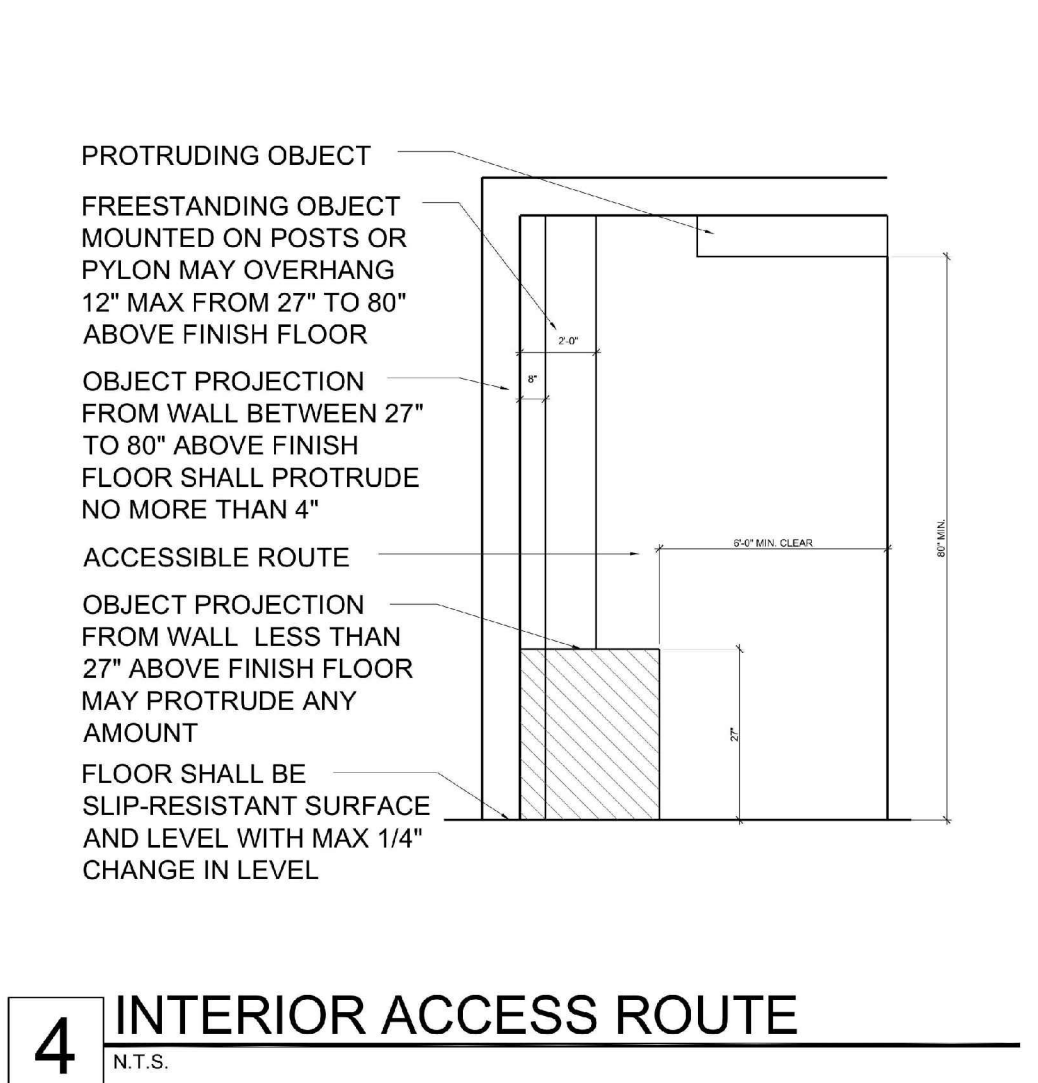 PROTRUDING OBJECT
FREESTANDING OBJECT
MOUNTED ON POSTS OR
PYLON MAY OVERHANG
12" MAX FROM 27" TO 80"
ABOVE FINISH FLOOR
2'-0"
OBJECT PROJECTION
FROM WALL BETWEEN 27"
TO 80" ABOVE FINISH
FLOOR SHALL PROTRUDE
NO MORE THAN 4"
8"
ACCESSIBLE ROUTE
6'-0" MIN. CLEAR
80" MIN.
OBJECT PROJECTION
FROM WALL LESS THAN
27" ABOVE FINISH FLOOR
MAY PROTRUDE ANY
AMOUNT
27"
FLOOR SHALL BE
SLIP-RESISTANT SURFACE
AND LEVEL WITH MAX 1/4"
CHANGE IN LEVEL
4
INTERIOR ACCESS ROUTE
N.T.S.